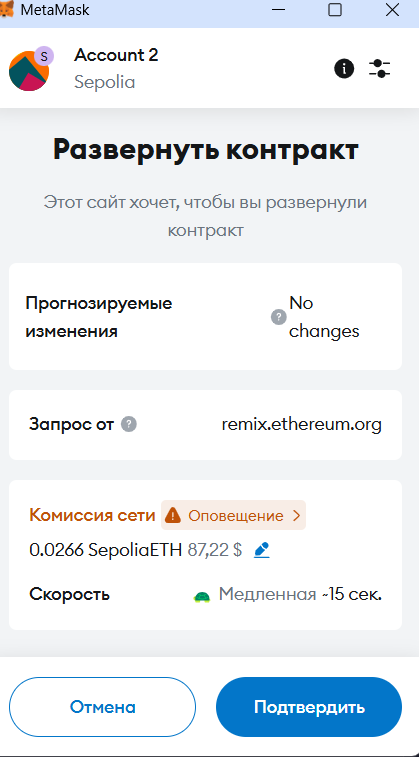 MetaMask
S
Account 2
Sepolia
Развернуть контракт
Этот сайт хочет, чтобы вы развернули
контракт
Прогнозируемые
изменения
? No
changes
Запрос от ? remix.ethereum.org
Комиссия сети Оповещение >
0.0266 SepoliaETH 87,22 $
Скорость Медленная ~15 сек.
Отмена Подтвердить